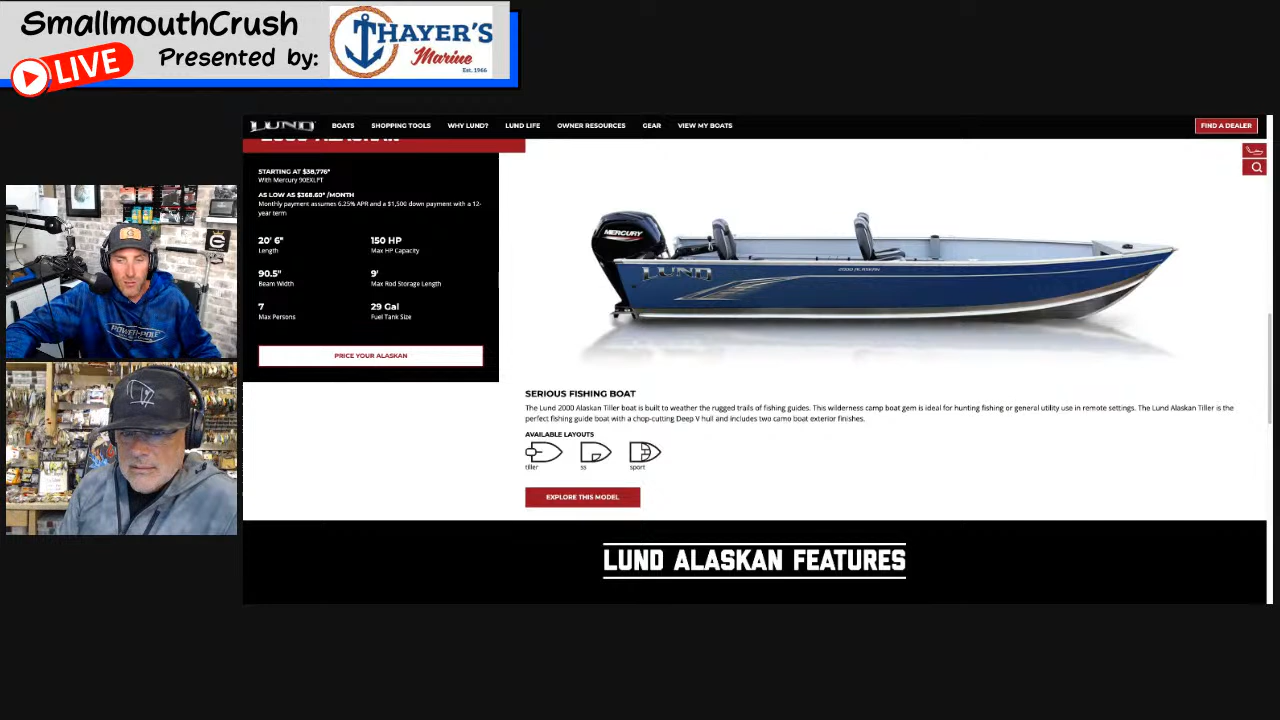 SmallmouthCrush
LIVE
Presented by:
THAYER'S
Marine
Est. 1966
LUND
BOATS
SHOPPING TOOLS
WHY LUND?
LUND LIFE
OWNER RESOURCES
GEAR
VIEW MY BOATS
FIND A DEALER
2000 ALASKAN
STARTING AT $38,776*
With Mercury 90EXLPT
AS LOW AS $368.60* /MONTH
Monthly payment assumes 6.25% APR and a $1,500 down payment with a 12-
year term
20' 6"
Length
150 HP
Max HP Capacity
90.5"
Beam Width
9'
Max Rod Storage Length
7
Max Persons
29 Gal
Fuel Tank Size
PRICE YOUR ALASKAN
MERCURY
LUND
2000 ALASKAN
SERIOUS FISHING BOAT
The Lund 2000 Alaskan Tiller boat is built to weather the rugged trails of fishing guides. This wilderness camp boat gem is ideal for hunting fishing or general utility use in remote settings. The Lund Alaskan Tiller is the
perfect fishing guide boat with a chop-cutting Deep V hull and includes two camo boat exterior finishes.
AVAILABLE LAYOUTS
tiller
ss
sport
EXPLORE THIS MODEL
LUND ALASKAN FEATURES
POWER-POLE